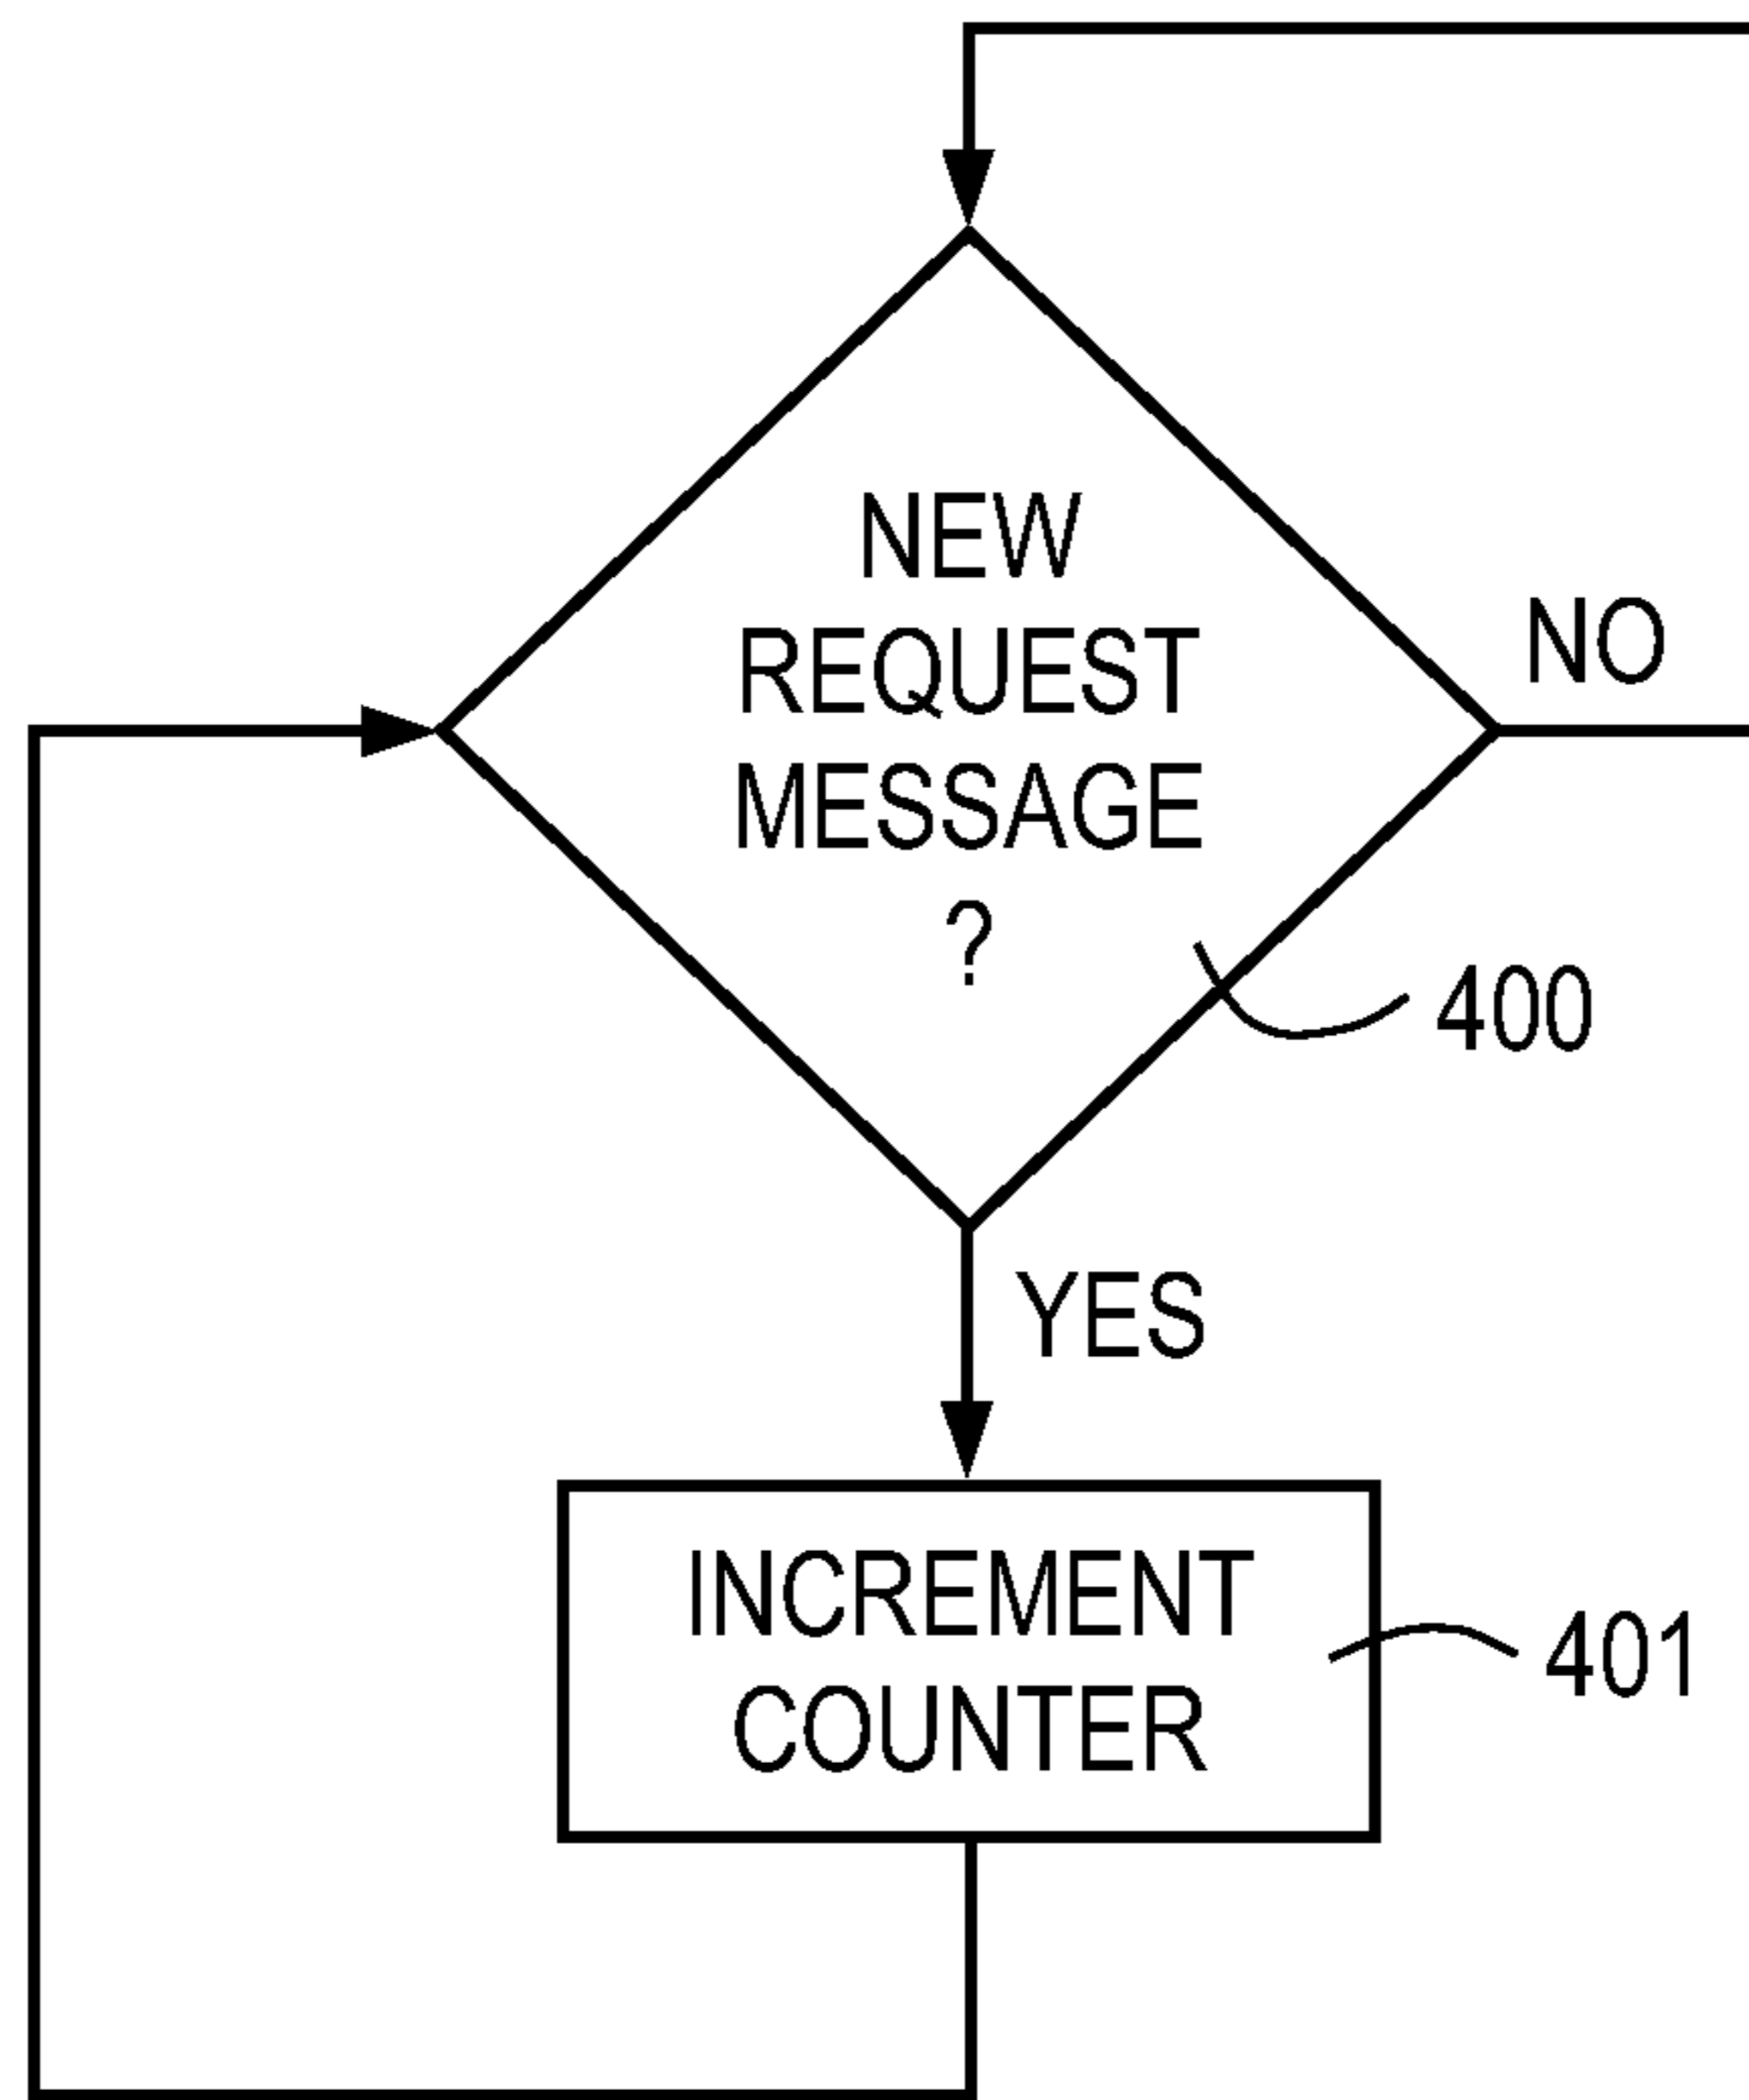 NEW
REQUEST
MESSAGE
?
NO
400
YES
INCREMENT
COUNTER
401